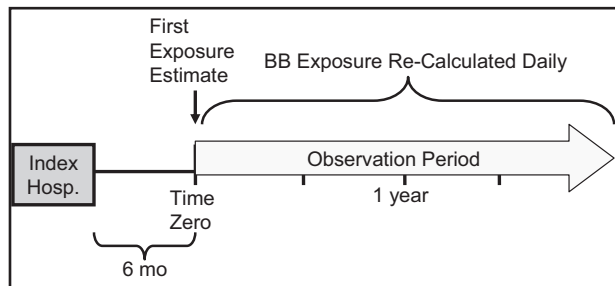 First
Exposure
Estimate
BB Exposure Re-Calculated Daily
Index
Hosp.
Observation Period
Time
Zero
1 year
6 mo